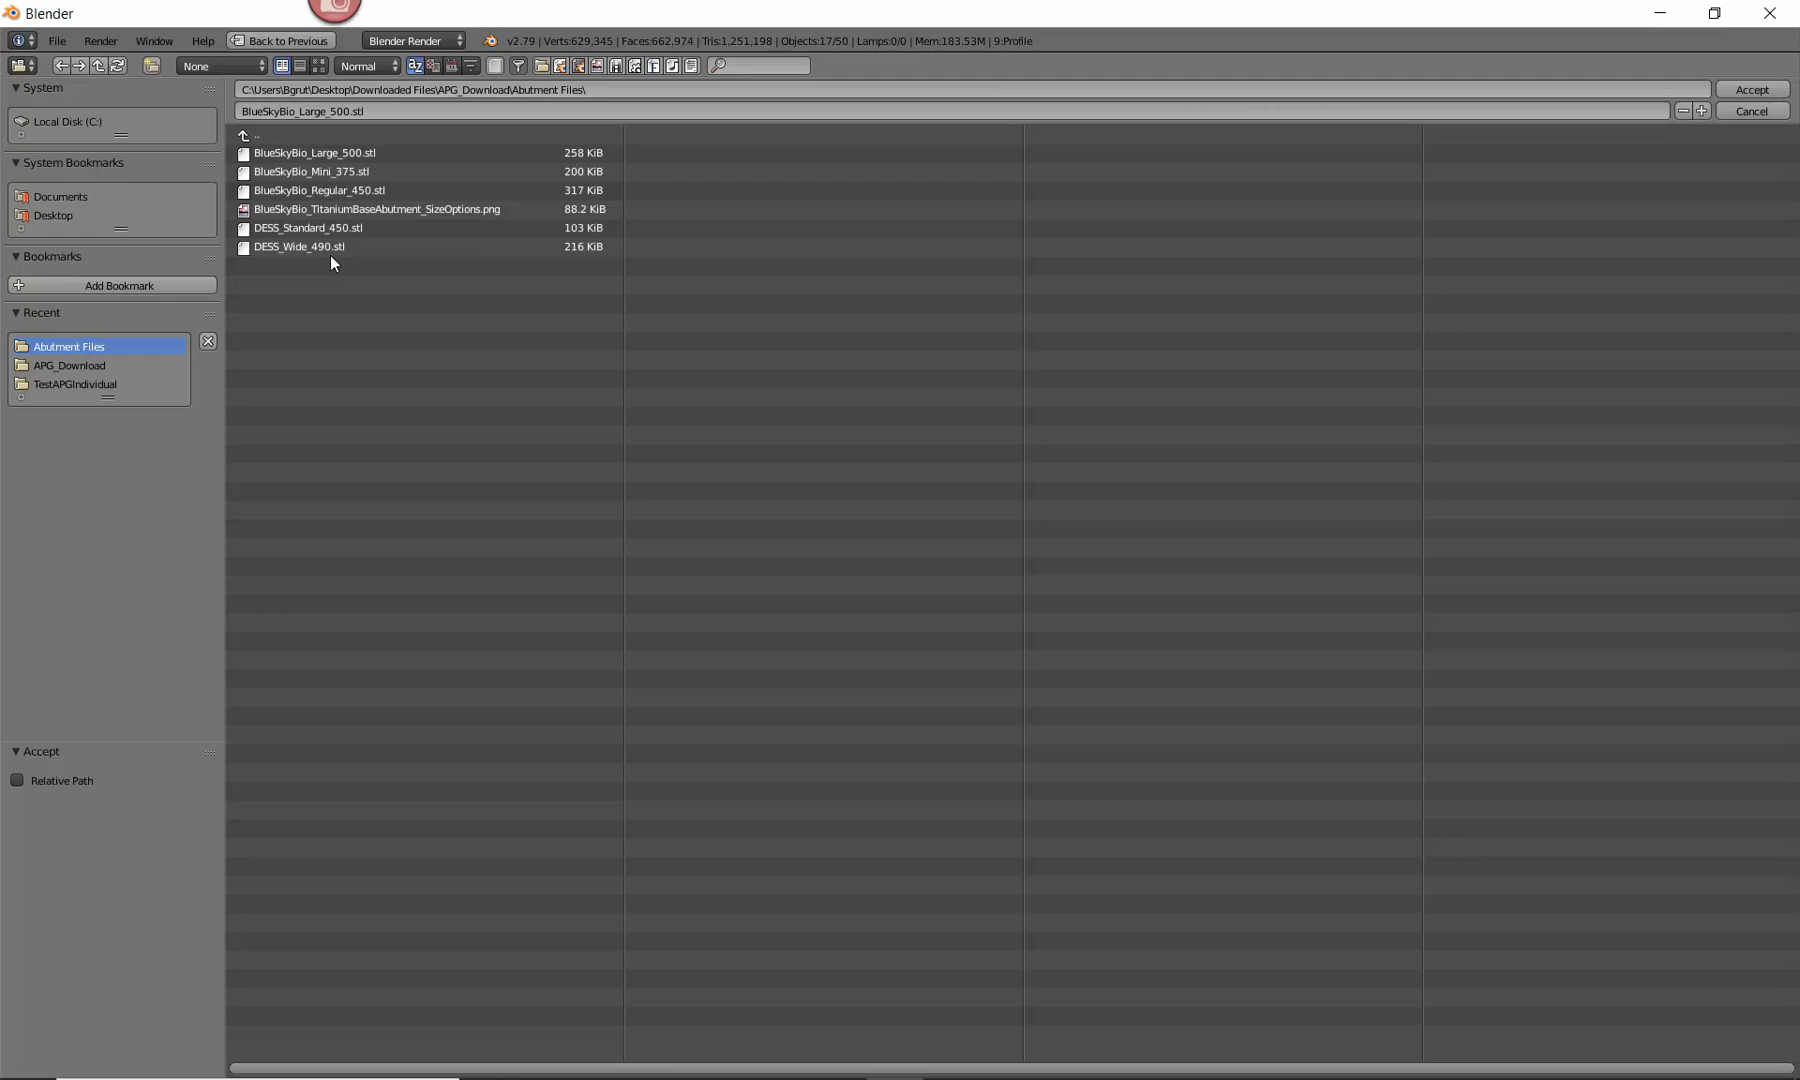 Blender
File Render Window Help Back to Previous Blender Render v2.79 | Verts:629,345 | Faces:662,974 | Tris:1,251,198 | Objects:17/50 | Lamps:0/0 | Mem:183.53M | 9:Profile
None Normal
System
Local Disk (C:)
System Bookmarks
Documents
Desktop
Bookmarks
Add Bookmark
Recent
Abutment Files
APG_Download
TestAPGIndividual
Accept
Relative Path
C:\Users\Bgrut\Desktop\Downloaded Files\APG_Download\Abutment Files\ Accept
BlueSkyBio_Large_500.stl Cancel
..
BlueSkyBio_Large_500.stl 258 KiB
BlueSkyBio_Mini_375.stl 200 KiB
BlueSkyBio_Regular_450.stl 317 KiB
BlueSkyBio_TitaniumBaseAbutment_SizeOptions.png 88.2 KiB
DESS_Standard_450.stl 103 KiB
DESS_Wide_490.stl 216 KiB